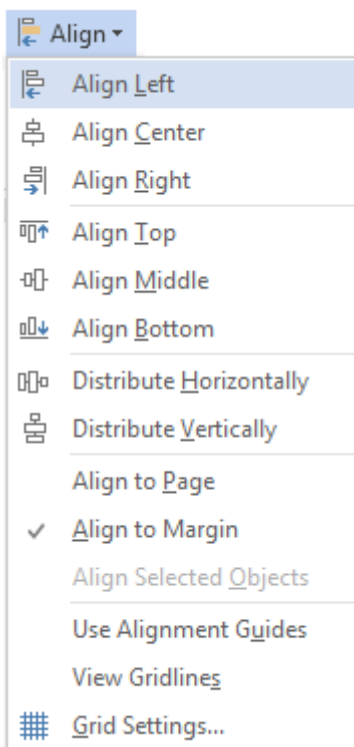 Align
Align Left
Align Center
Align Right
Align Top
Align Middle
Align Bottom
Distribute Horizontally
Distribute Vertically
Align to Page
Align to Margin
Align Selected Objects
Use Alignment Guides
View Gridlines
Grid Settings...